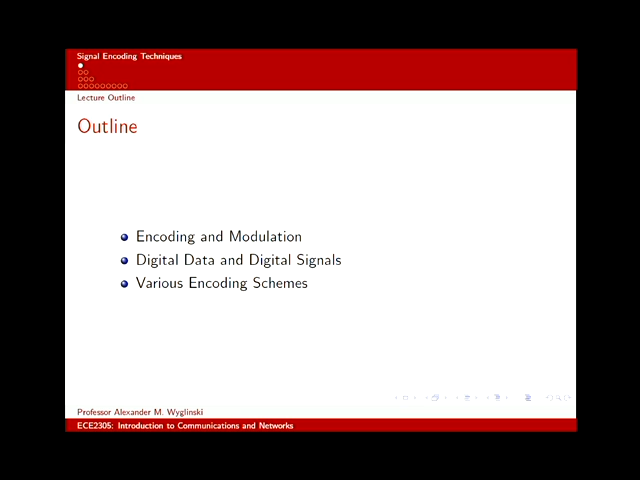 Signal Encoding Techniques
Lecture Outline
Outline
Encoding and Modulation
Digital Data and Digital Signals
Various Encoding Schemes
Professor Alexander M. Wyglinski
ECE2305: Introduction to Communications and Networks